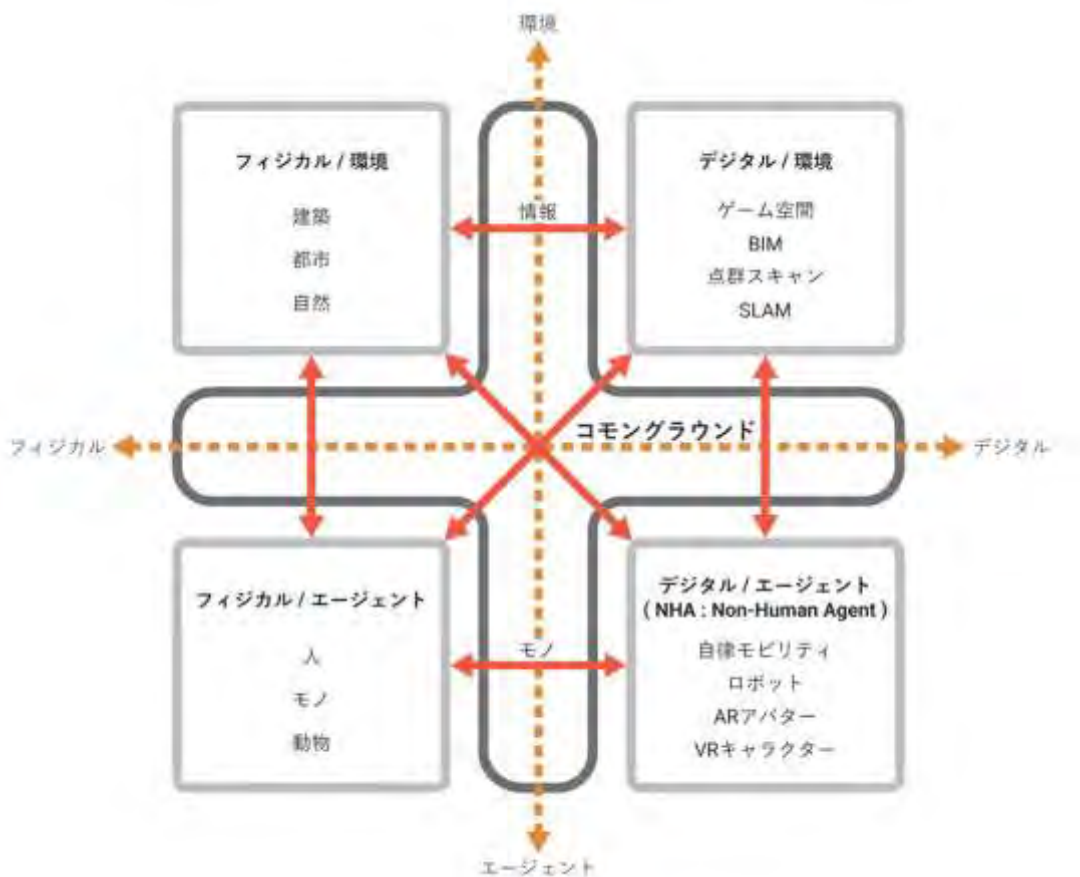 環境
フィジカル / 環境
建築
都市
自然
情報
デジタル / 環境
ゲーム空間
BIM
点群スキャン
SLAM
フィジカル
コモングラウンド
デジタル
フィジカル / エージェント
人
モノ
動物
モノ
デジタル / エージェント
( NHA : Non-Human Agent )
自律モビリティ
ロボット
ARアバター
VRキャラクター
エージェント